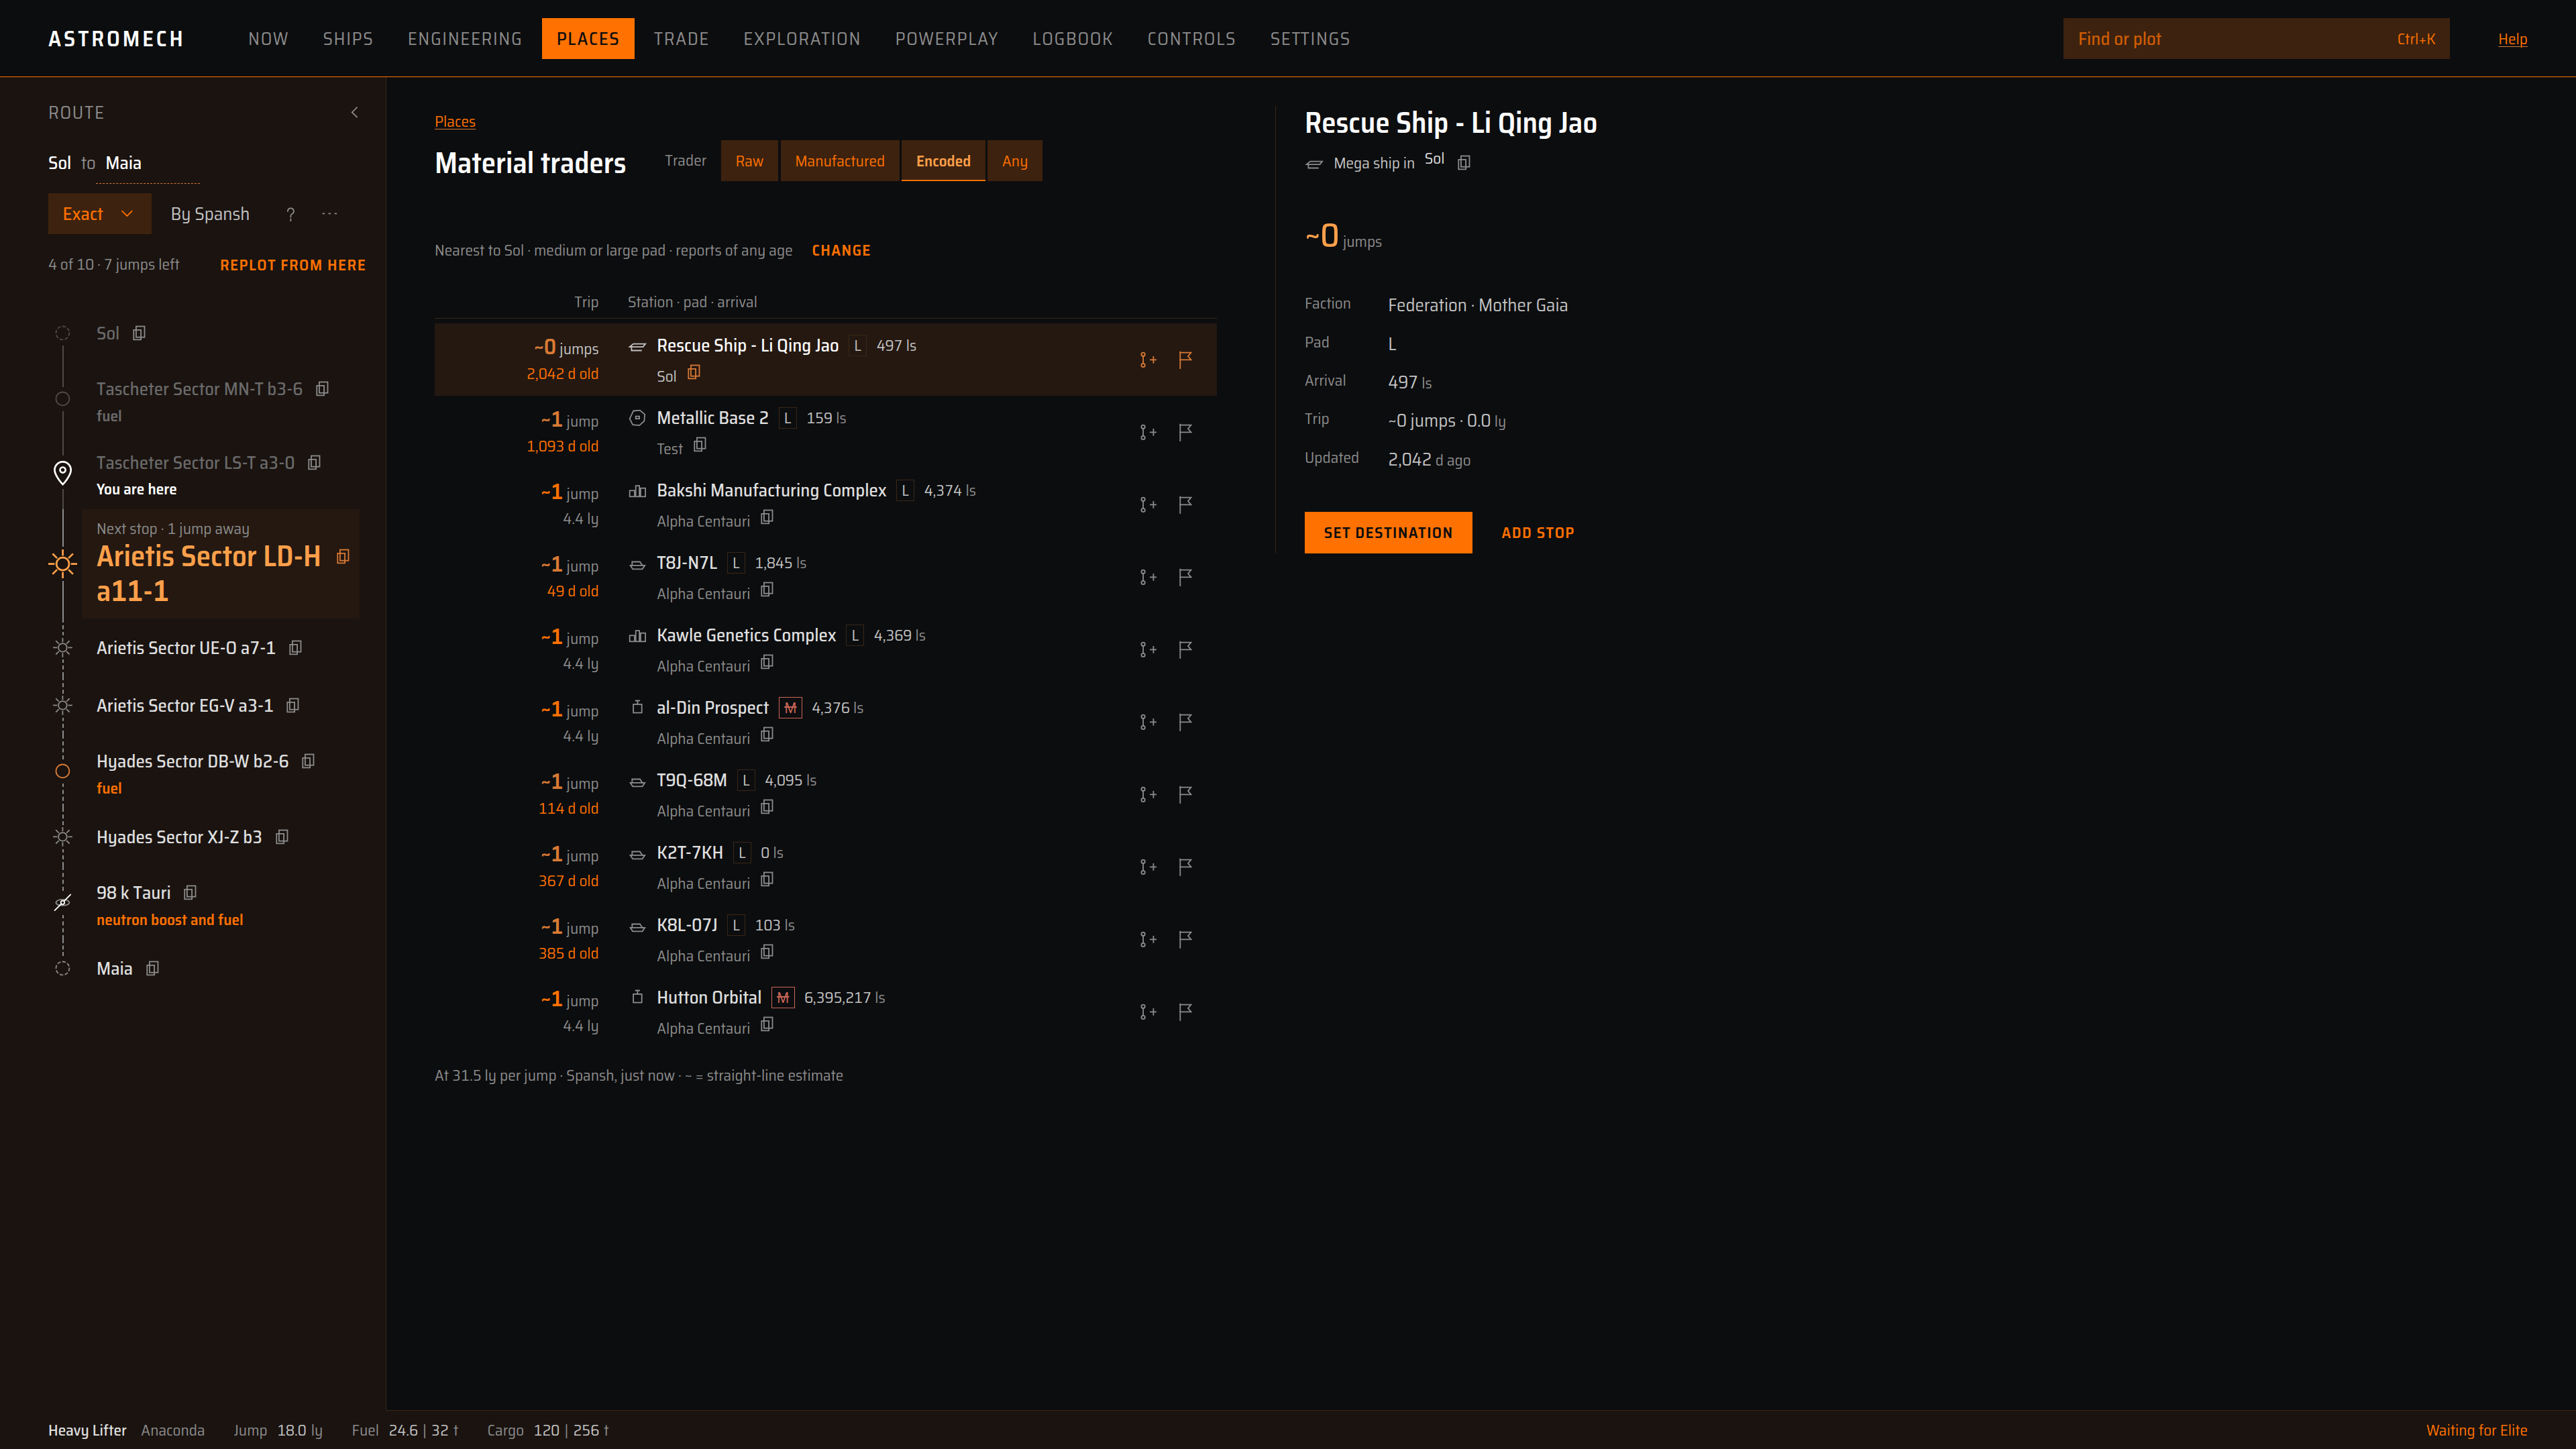 ASTROMECH NOW SHIPS ENGINEERING PLACES TRADE EXPLORATION POWERPLAY LOGBOOK CONTROLS SETTINGS Find or plot Ctrl+K Help
ROUTE
Sol to Maia
Exact By Spansh ? ...
4 of 10 · 7 jumps left REPLOT FROM HERE
Sol
Tascheter Sector MN-T b3-6
fuel
Tascheter Sector LS-T a3-0
You are here
Next stop · 1 jump away
Arietis Sector LD-H
a11-1
Arietis Sector UE-O a7-1
Arietis Sector EG-V a3-1
Hyades Sector DB-W b2-6
fuel
Hyades Sector XJ-Z b3
98 k Tauri
neutron boost and fuel
Maia
Places
Material traders Trader Raw Manufactured Encoded Any
Nearest to Sol · medium or large pad · reports of any age CHANGE
Trip Station · pad · arrival
~0 jumps Rescue Ship - Li Qing Jao L 497 ls
2,042 d old Sol
~1 jump Metallic Base 2 L 159 ls
1,093 d old Test
~1 jump Bakshi Manufacturing Complex L 4,374 ls
4.4 ly Alpha Centauri
~1 jump T8J-N7L L 1,845 ls
49 d old Alpha Centauri
~1 jump Kawle Genetics Complex L 4,369 ls
4.4 ly Alpha Centauri
~1 jump al-Din Prospect M 4,376 ls
4.4 ly Alpha Centauri
~1 jump T9Q-68M L 4,095 ls
114 d old Alpha Centauri
~1 jump K2T-7KH L 0 ls
367 d old Alpha Centauri
~1 jump K8L-07J L 103 ls
385 d old Alpha Centauri
~1 jump Hutton Orbital M 6,395,217 ls
4.4 ly Alpha Centauri
At 31.5 ly per jump · Spansh, just now · ~ = straight-line estimate
Rescue Ship - Li Qing Jao
Mega ship in Sol
~0 jumps
Faction Federation · Mother Gaia
Pad L
Arrival 497 ls
Trip ~0 jumps · 0.0 ly
Updated 2,042 d ago
SET DESTINATION ADD STOP
Heavy Lifter Anaconda Jump 18.0 ly Fuel 24.6 | 32 t Cargo 120 | 256 t Waiting for Elite